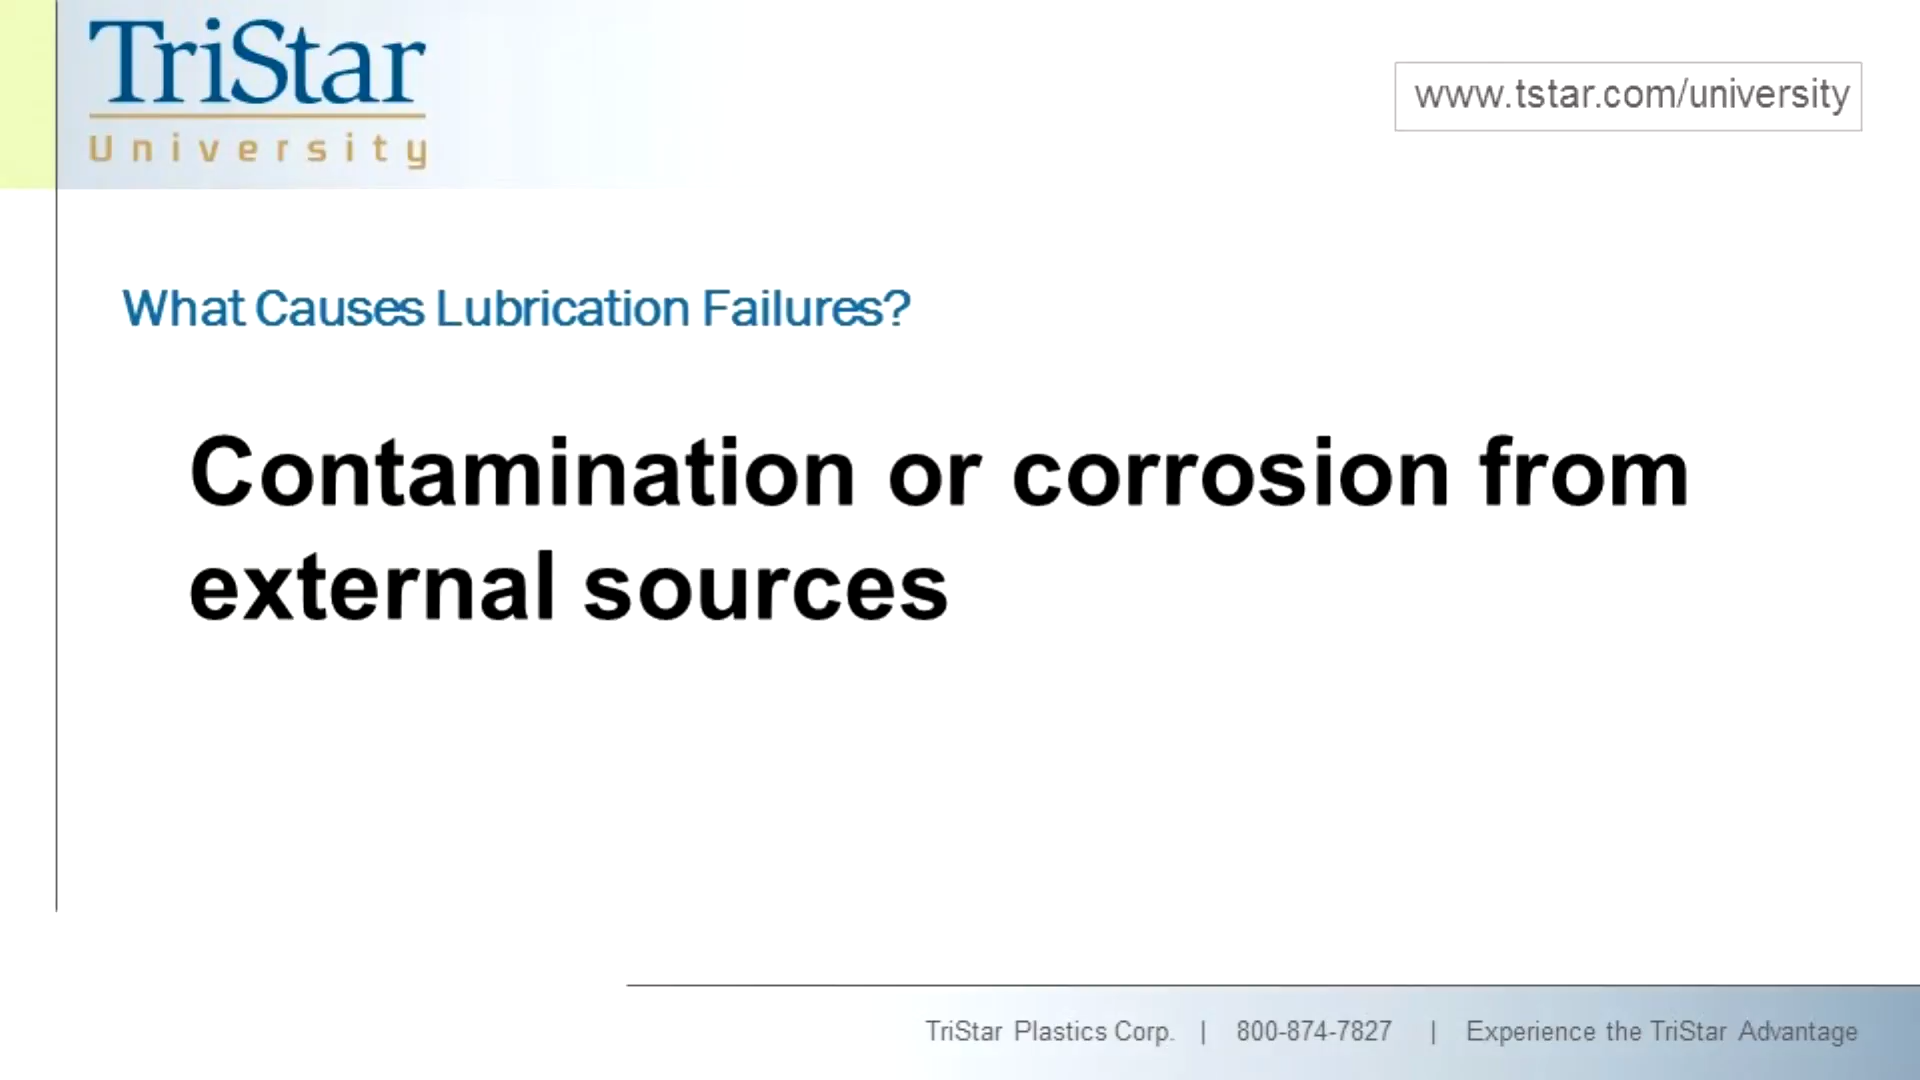 TriStar
University
www.tstar.com/university
What Causes Lubrication Failures?
Contamination or corrosion from
external sources
TriStar Plastics Corp. | 800-874-7827 | Experience the TriStar Advantage